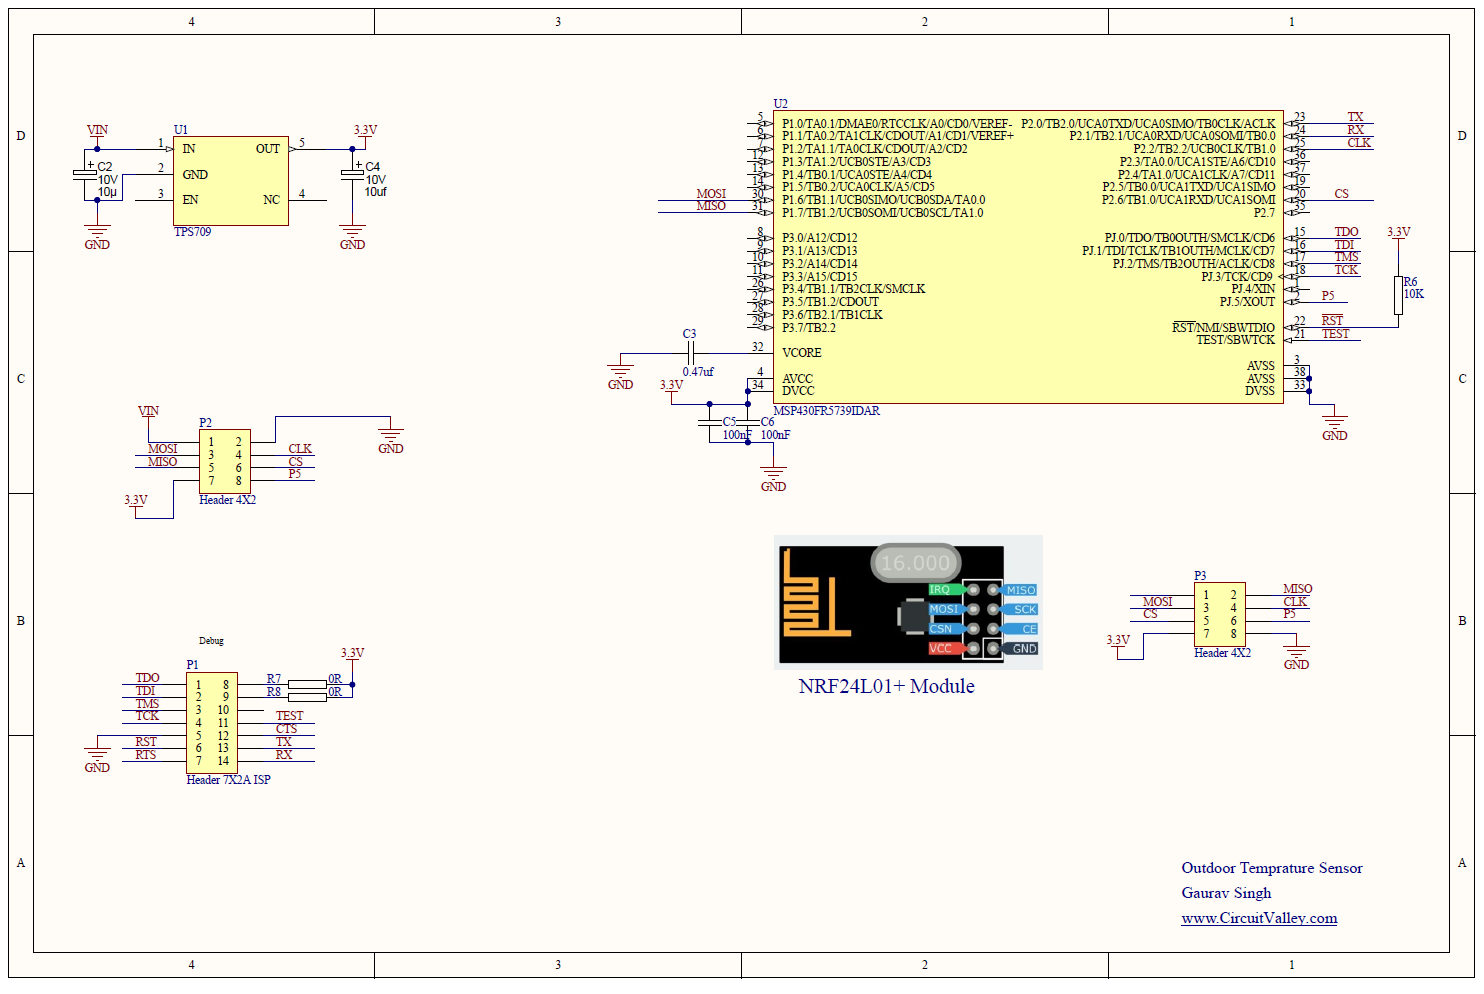 4 3 2 1
D
C
B
A
D
C
B
A
4 3 2 1
VIN
C2
10V
10µ
GND
U1
1 IN
2 GND
3 EN
OUT 5
NC 4
TPS709
3.3V
C4
10V
10uf
GND
U2
5 P1.0/TA0.1/DMAE0/RTCCLK/A0/CD0/VEREF-
6 P1.1/TA0.2/TA1CLK/CDOUT/A1/CD1/VEREF+
7 P1.2/TA1.1/TA0CLK/CDOUT/A2/CD2
12 P1.3/TA1.2/UCB0STE/A3/CD3
13 P1.4/TB0.1/UCA0STE/A4/CD4
14 P1.5/TB0.2/UCA0CLK/A5/CD5
MOSI 30 P1.6/TB1.1/UCB0SIMO/UCB0SDA/TA0.0
MISO 31 P1.7/TB1.2/UCB0SOMI/UCB0SCL/TA1.0
8 P3.0/A12/CD12
9 P3.1/A13/CD13
10 P3.2/A14/CD14
11 P3.3/A15/CD15
26 P3.4/TB1.1/TB2CLK/SMCLK
27 P3.5/TB1.2/CDOUT
28 P3.6/TB2.1/TB1CLK
29 P3.7/TB2.2
32 VCORE
4 AVCC
34 DVCC
P2.0/TB2.0/UCA0TXD/UCA0SIMO/TB0CLK/ACLK 23 TX
P2.1/TB2.1/UCA0RXD/UCA0SOMI/TB0.0 24 RX
P2.2/TB2.2/UCB0CLK/TB1.0 25 CLK
P2.3/TA0.0/UCA1STE/A6/CD10 36
P2.4/TA1.0/UCA1CLK/A7/CD11 37
P2.5/TB0.0/UCA1TXD/UCA1SIMO 19
P2.6/TB1.0/UCA1RXD/UCA1SOMI 20 CS
P2.7 35
PJ.0/TDO/TB0OUTH/SMCLK/CD6 15 TDO
PJ.1/TDI/TCLK/TB1OUTH/MCLK/CD7 16 TDI
PJ.2/TMS/TB2OUTH/ACLK/CD8 17 TMS
PJ.3/TCK/CD9 18 TCK
PJ.4/XIN 1
PJ.5/XOUT 2 P5
RST/NMI/SBWTDIO 22 RST
TEST/SBWTCK 21 TEST
AVSS 3
AVSS 38
DVSS 33
MSP430FR5739IDAR
3.3V
R6
10K
GND
C3
0.47uf
GND
3.3V
C5
100nF
C6
100nF
GND
VIN
P2
GND
1 2
MOSI 3 4 CLK
MISO 5 6 CS
7 8 P5
3.3V
Header 4X2
16.000
IRQ MISO
MOSI SCK
CSN CE
VCC GND
NRF24L01+ Module
P3
1 2 MISO
MOSI 3 4 CLK
CS 5 6 P5
3.3V 7 8
Header 4X2
GND
Debug
P1
3.3V
TDO 1 8 R7 0R
TDI 2 9 R8 0R
TMS 3 10
TCK 4 11 TEST
5 12 CTS
RST 6 13 TX
RTS 7 14 RX
GND
Header 7X2A ISP
Outdoor Temprature Sensor
Gaurav Singh
www.CircuitValley.com